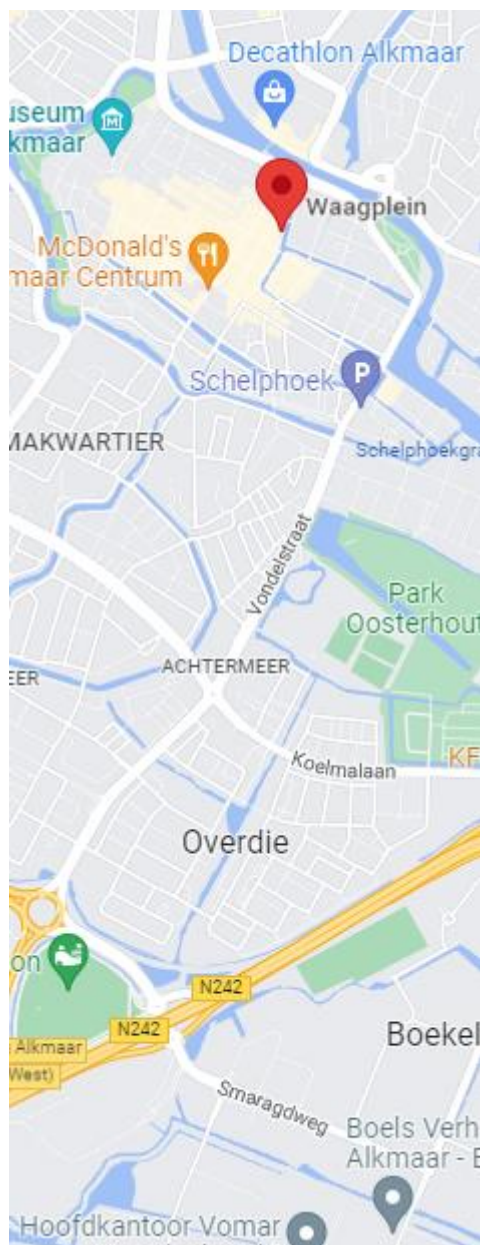 Decathlon Alkmaar
useum
kmaar
Waagplein
McDonald's
maar Centrum
P
Schelphoek
MAKWARTIER
Schelphoekgra
Vondelstraat
Park
Oosterhout
ACHTERMEER
EER
Koelmalaan
KF
Overdie
on
N242
N242
Alkmaar
West)
Boekel
Smaragdweg
Boels Verh
Alkmaar - B
Hoofdkantoor Vomar